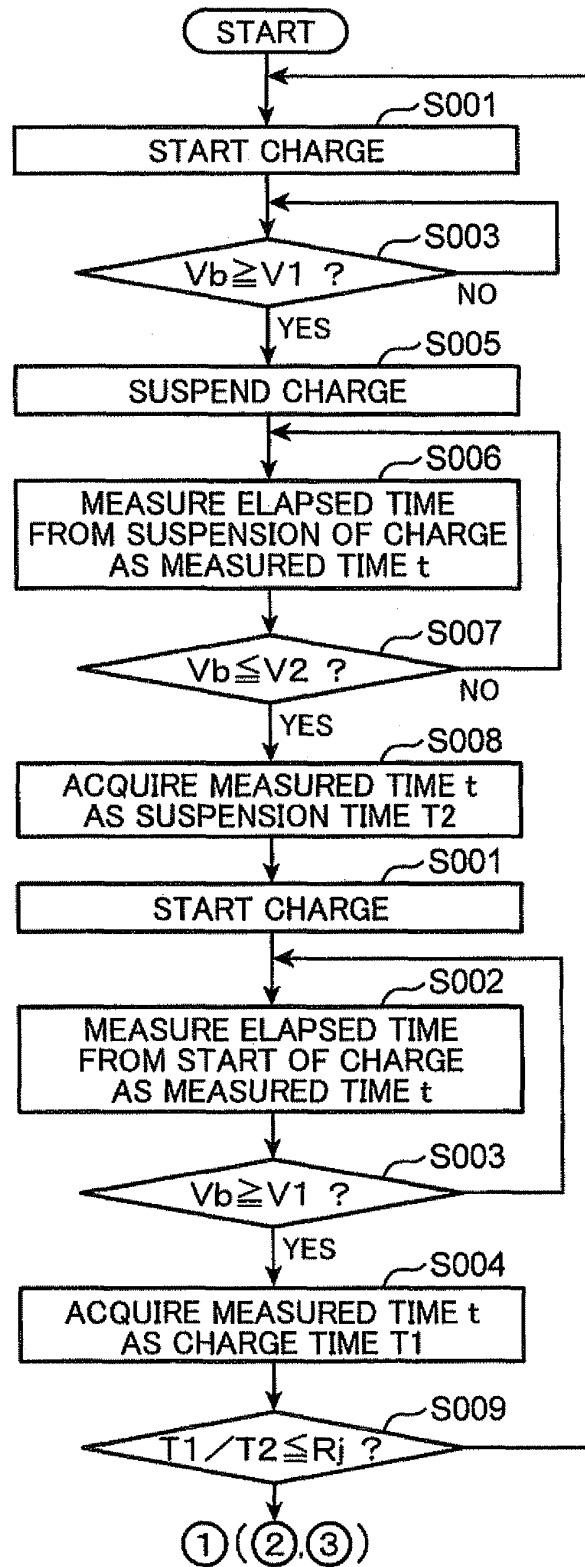 START
S001
START CHARGE
S003
Vb≧V1 ?
NO
YES
S005
SUSPEND CHARGE
S006
MEASURE ELAPSED TIME
FROM SUSPENSION OF CHARGE
AS MEASURED TIME t
S007
Vb≦V2 ?
NO
YES
S008
ACQUIRE MEASURED TIME t
AS SUSPENSION TIME T2
S001
START CHARGE
S002
MEASURE ELAPSED TIME
FROM START OF CHARGE
AS MEASURED TIME t
S003
Vb≧V1 ?
YES
S004
ACQUIRE MEASURED TIME t
AS CHARGE TIME T1
S009
T1/T2≦Rj ?
①(②,③)